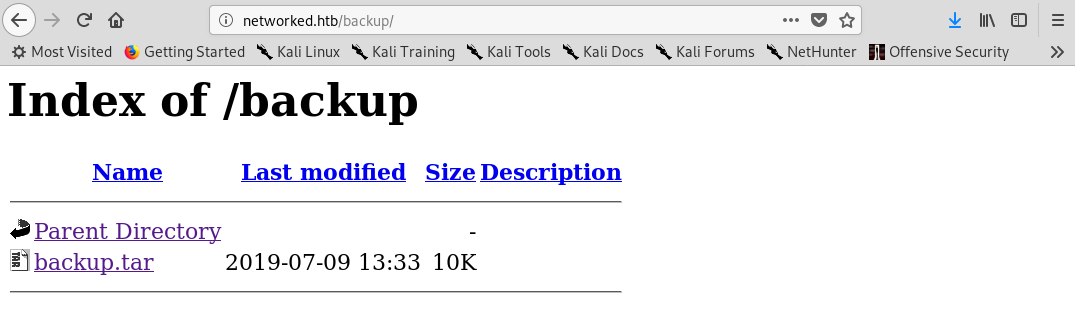 networked.htb/backup/
Most Visited Getting Started Kali Linux Kali Training Kali Tools Kali Docs Kali Forums NetHunter Offensive Security
Index of /backup
Name Last modified Size Description
Parent Directory -
backup.tar 2019-07-09 13:33 10K